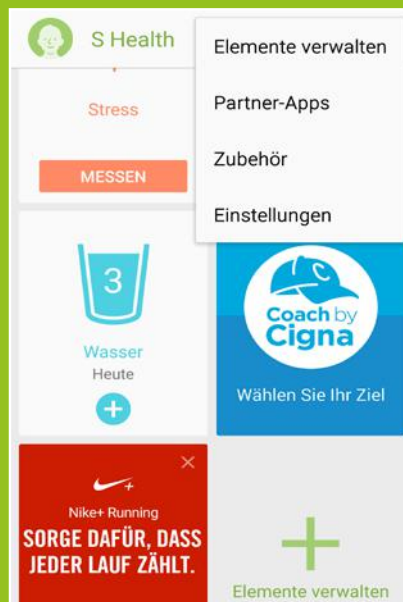 S Health
Elemente verwalten
Partner-Apps
Zubehör
Einstellungen
Stress
MESSEN
3
Wasser
Heute
C
Coach by
Cigna
Wählen Sie Ihr Ziel
Nike+ Running
SORGE DAFÜR, DASS
JEDER LAUF ZÄHLT.
Elemente verwalten